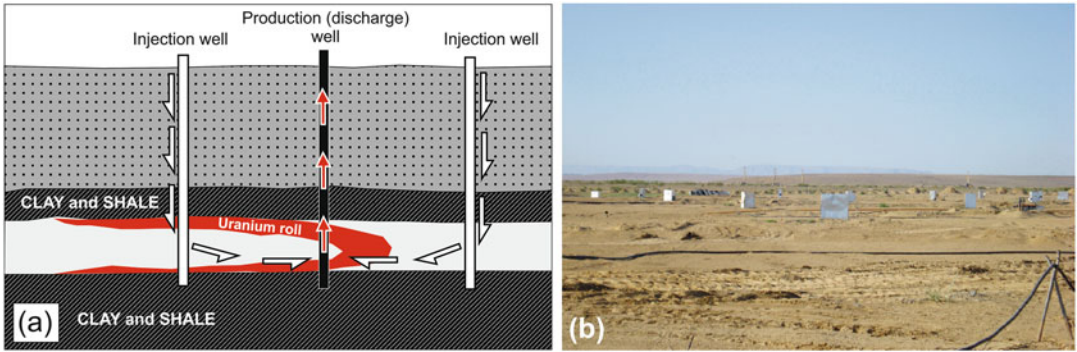 Production (discharge)
well
Injection well
Injection well
CLAY and SHALE
Uranium roll
CLAY and SHALE
(a)
(b)